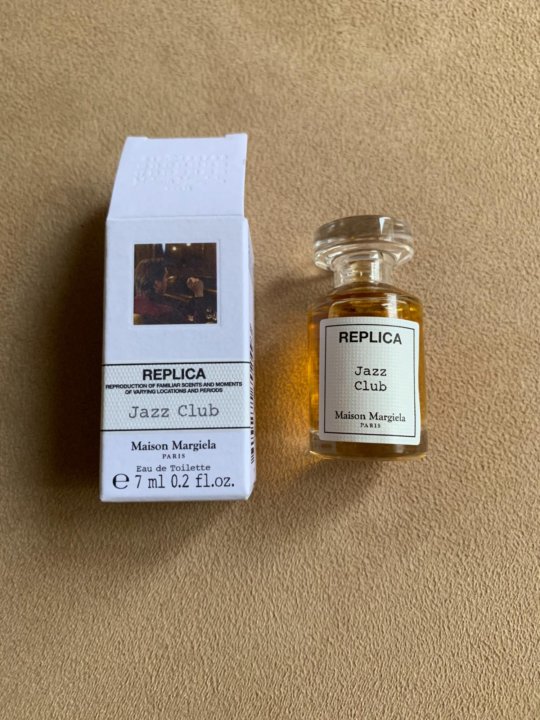 REPLICA
REPRODUCTION OF FAMILIAR SCENTS AND MOMENTS
OF VARYING LOCATIONS AND PERIODS
Jazz Club
Maison Margiela
PARIS
Eau de Toilette
℮ 7 ml 0.2 fl.oz.
REPLICA
Jazz
Club
Maison Margiela
PARIS